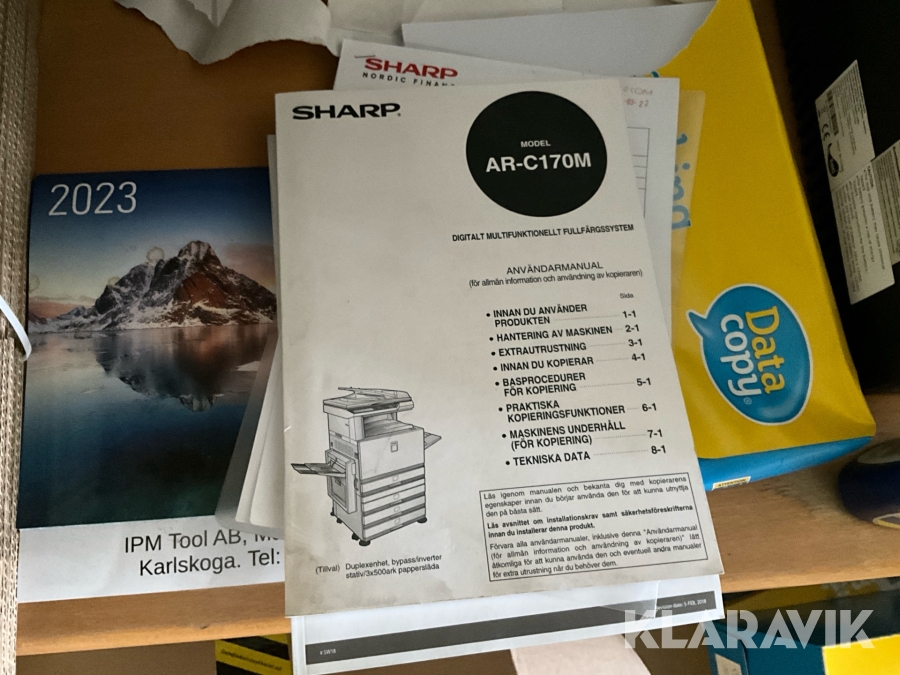 SHARP
NORDIC FINANC
SHARP
MODEL
AR-C170M
DIGITALT MULTIFUNKTIONELLT FULLFÄRGSSYSTEM
ANVÄNDARMANUAL
(för allmän information och användning av kopieraren)
Sida
• INNAN DU ANVÄNDER
PRODUKTEN 1-1
• HANTERING AV MASKINEN 2-1
• EXTRAUTRUSTNING 3-1
• INNAN DU KOPIERAR 4-1
• BASPROCEDURER
FÖR KOPIERING 5-1
• PRAKTISKA
KOPIERINGSFUNKTIONER 6-1
• MASKINENS UNDERHÅLL
(FÖR KOPIERING) 7-1
• TEKNISKA DATA 8-1
Läs igenom manualen och bekanta dig med kopierarens
egenskaper innan du börjar använda den för att kunna utnyttja
den på bästa sätt.
Läs avsnittet om installationskrav samt säkerhetsföreskrifterna
innan du installerar denna produkt.
Förvara alla användarmanualer, inklusive denna "Användarmanual
(för allmän information och användning av kopieraren)" lätt
åtkomliga för att kunna använda den och eventuell andra manualer
för extra utrustning när du behöver dem.
(Tillval) Duplexenhet, bypass/inverter
stativ/3x500ark papperslåda
2023
IPM Tool AB,
Karlskoga. Tel:
Data
copy
KLARAVIK